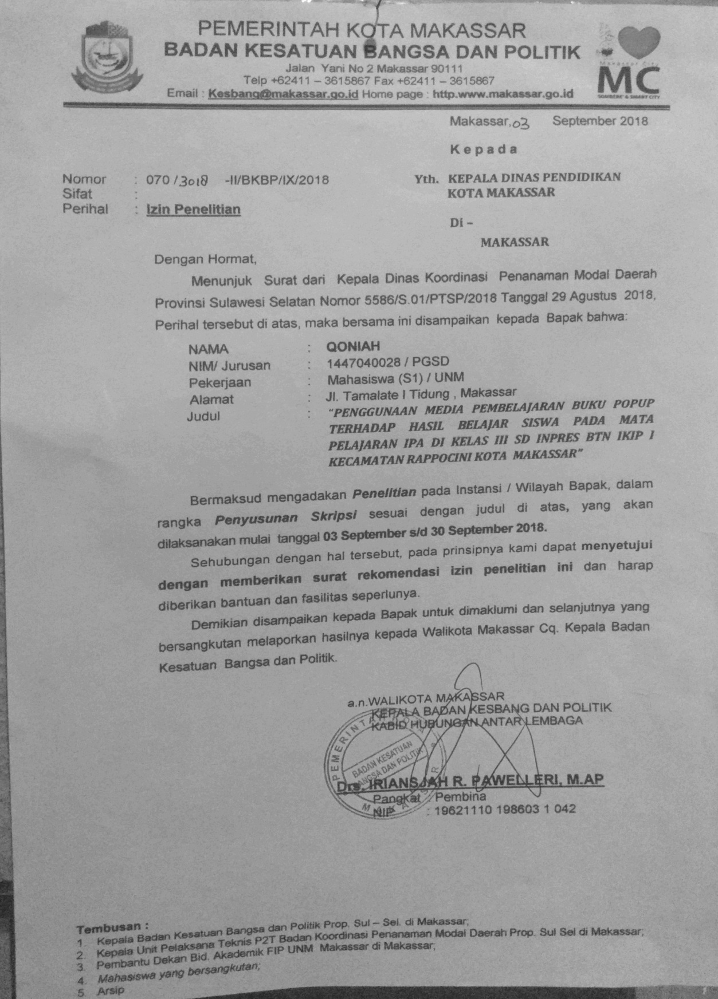 PEMERINTAH KOTA MAKASSAR
BADAN KESATUAN BANGSA DAN POLITIK
Jalan Yani No 2 Makassar 90111
Telp +62411 – 3615867 Fax +62411 – 3615867
Email : Kesbang@makassar.go.id Home page : http.www.makassar.go.id
Makassar City
MC
SOMBERE' & SMART CITY
Makassar, 03 September 2018
Kepada
Nomor : 070 / 3018 -II/BKBP/IX/2018
Sifat :
Perihal : Izin Penelitian
Yth. KEPALA DINAS PENDIDIKAN
KOTA MAKASSAR
Di –
MAKASSAR
Dengan Hormat,
Menunjuk Surat dari Kepala Dinas Koordinasi Penanaman Modal Daerah
Provinsi Sulawesi Selatan Nomor 5586/S.01/PTSP/2018 Tanggal 29 Agustus 2018,
Perihal tersebut di atas, maka bersama ini disampaikan kepada Bapak bahwa:
NAMA : QONIAH
NIM/ Jurusan : 1447040028 / PGSD
Pekerjaan : Mahasiswa (S1) / UNM
Alamat : Jl. Tamalate I Tidung , Makassar
Judul : "PENGGUNAAN MEDIA PEMBELAJARAN BUKU POPUP
TERHADAP HASIL BELAJAR SISWA PADA MATA
PELAJARAN IPA DI KELAS III SD INPRES BTN IKIP I
KECAMATAN RAPPOCINI KOTA MAKASSAR"
Bermaksud mengadakan Penelitian pada Instansi / Wilayah Bapak, dalam
rangka Penyusunan Skripsi sesuai dengan judul di atas, yang akan
dilaksanakan mulai tanggal 03 September s/d 30 September 2018.
Sehubungan dengan hal tersebut, pada prinsipnya kami dapat menyetujui
dengan memberikan surat rekomendasi izin penelitian ini dan harap
diberikan bantuan dan fasilitas seperlunya.
Demikian disampaikan kepada Bapak untuk dimaklumi dan selanjutnya yang
bersangkutan melaporkan hasilnya kepada Walikota Makassar Cq. Kepala Badan
Kesatuan Bangsa dan Politik.
a.n.WALIKOTA MAKASSAR
KEPALA BADAN KESBANG DAN POLITIK
KABID HUBUNGAN ANTAR LEMBAGA
PEMERINTAH KOTA
BADAN KESATUAN
BANGSA DAN POLITIK
MAKASSAR
Drs. IRIANSJAH R. PAWELLERI, M.AP
Pangkat : Pembina
NIP : 19621110 198603 1 042
Tembusan :
1. Kepala Badan Kesatuan Bangsa dan Politik Prop. Sul – Sel. di Makassar;
2. Kepala Unit Pelaksana Teknis P2T Badan Koordinasi Penanaman Modal Daerah Prop. Sul Sel di Makassar;
3. Pembantu Dekan Bid. Akademik FIP UNM Makassar di Makassar;
4. Mahasiswa yang bersangkutan;
5. Arsip